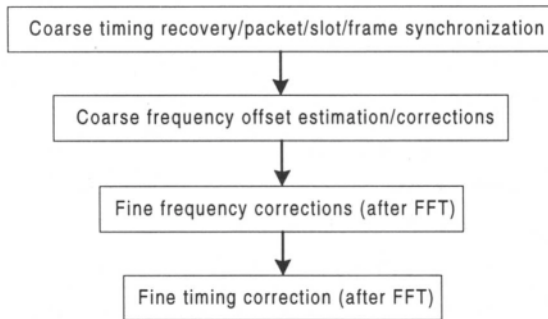 Coarse timing recovery/packet/slot/frame synchronization
Coarse frequency offset estimation/corrections
Fine frequency corrections (after FFT)
Fine timing correction (after FFT)